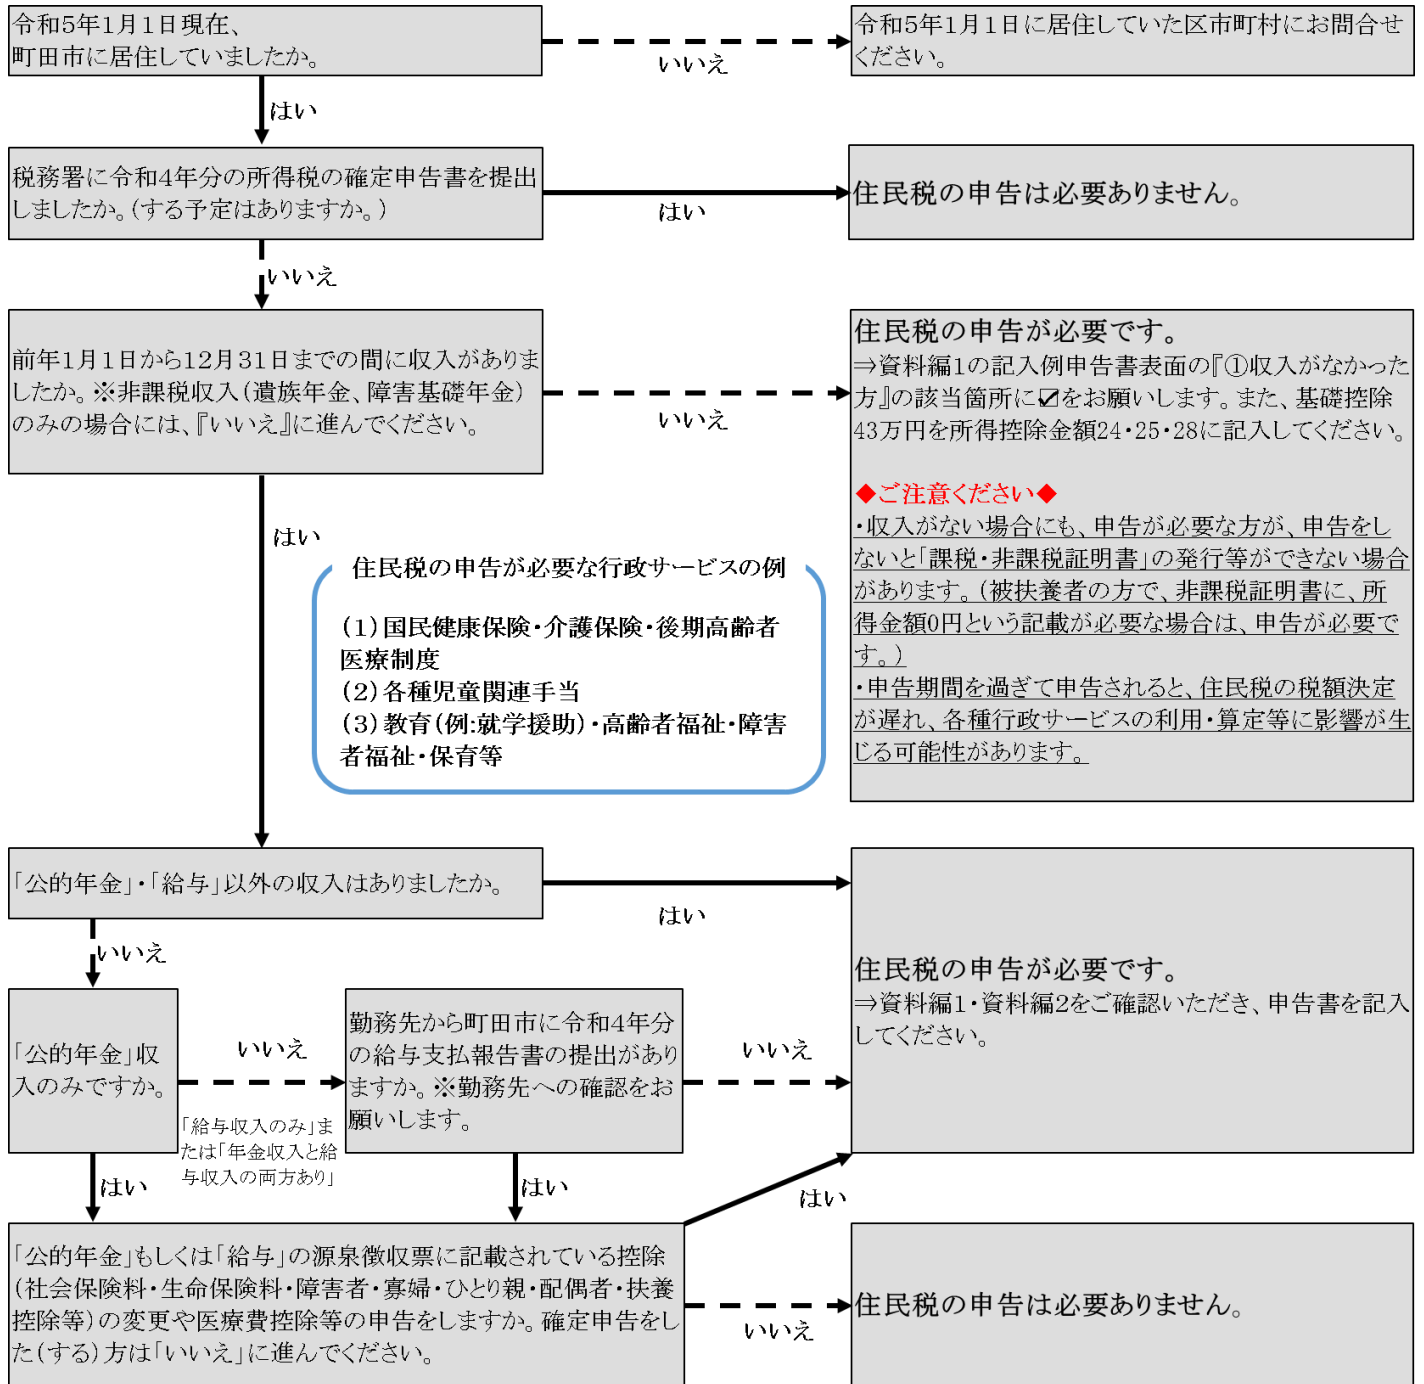 令和5年1月1日現在、
町田市に居住していましたか。
いいえ
令和5年1月1日に居住していた区市町村にお問合せ
ください。
はい
税務署に令和4年分の所得税の確定申告書を提出
しましたか。(する予定はありますか。)
はい
住民税の申告は必要ありません。
いいえ
前年1月1日から12月31日までの間に収入がありま
したか。※非課税収入(遺族年金、障害基礎年金)
のみの場合には、『いいえ』に進んでください。
いいえ
住民税の申告が必要です。
⇒資料編1の記入例申告書表面の『①収入がなかった
方』の該当箇所に☑をお願いします。また、基礎控除
43万円を所得控除金額24・25・28に記入してください。
◆ご注意ください◆
・収入がない場合にも、申告が必要な方が、申告をし
ないと「課税・非課税証明書」の発行等ができない場合
があります。(被扶養者の方で、非課税証明書に、所
得金額0円という記載が必要な場合は、申告が必要で
す。)
・申告期間を過ぎて申告されると、住民税の税額決定
が遅れ、各種行政サービスの利用・算定等に影響が生
じる可能性があります。
はい
住民税の申告が必要な行政サービスの例
(1)国民健康保険・介護保険・後期高齢者
医療制度
(2)各種児童関連手当
(3)教育(例:就学援助)・高齢者福祉・障害
者福祉・保育等
「公的年金」・「給与」以外の収入はありましたか。
はい
いいえ
住民税の申告が必要です。
⇒資料編1・資料編2をご確認いただき、申告書を記入
してください。
「公的年金」収
入のみですか。
いいえ
「給与収入のみ」ま
たは「年金収入と給
与収入の両方あり」
勤務先から町田市に令和4年分
の給与支払報告書の提出があり
ますか。※勤務先への確認をお
願いします。
いいえ
はい
はい
はい
「公的年金」もしくは「給与」の源泉徴収票に記載されている控除
(社会保険料・生命保険料・障害者・寡婦・ひとり親・配偶者・扶養
控除等)の変更や医療費控除等の申告をしますか。確定申告をし
た(する)方は「いいえ」に進んでください。
いいえ
住民税の申告は必要ありません。